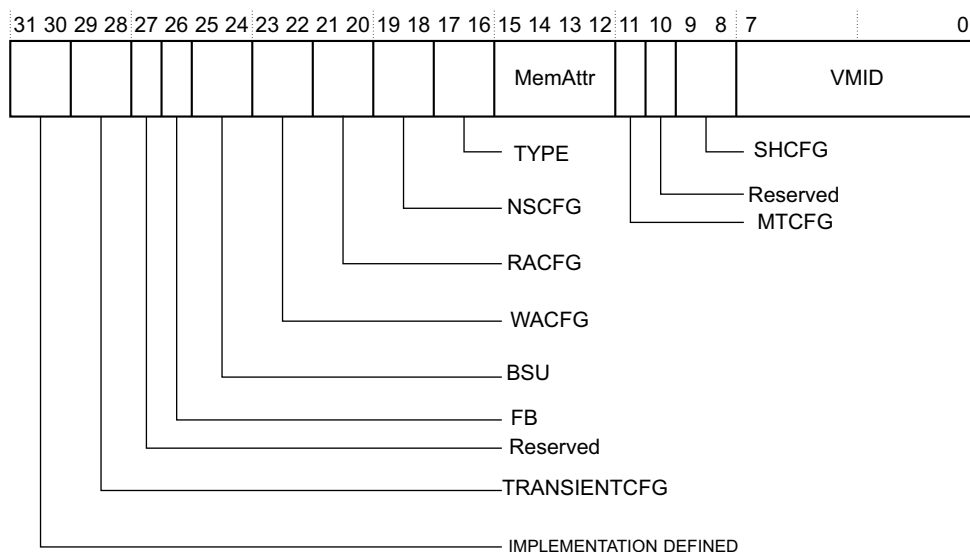 31 30 29 28 27 26 25 24 23 22 21 20 19 18 17 16 15 14 13 12 11 10 9 8 7 0
MemAttr VMID
TYPE SHCFG
Reserved
NSCFG
MTCFG
RACFG
WACFG
BSU
FB
Reserved
TRANSIENTCFG
IMPLEMENTATION DEFINED